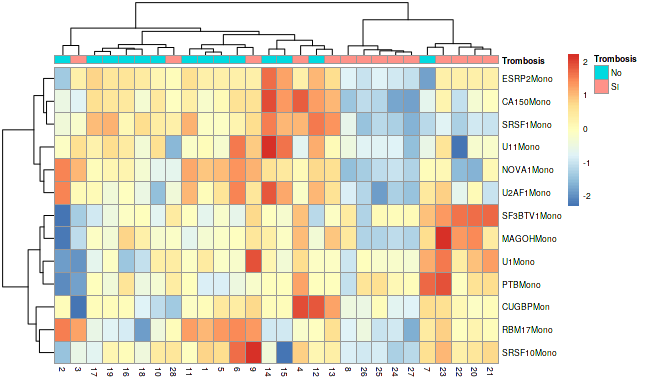 Trombosis
ESRP2Mono
CA150Mono
SRSF1Mono
U11Mono
NOVA1Mono
U2AF1Mono
SF3BTV1Mono
MAGOHMono
U1Mono
PTBMono
CUGBPMon
RBM17Mono
SRSF10Mono
2 3 17 19 16 18 10 28 11 1 5 6 9 14 15 4 12 13 8 26 25 24 27 7 23 22 20 21
2
1
0
-1
-2
Trombosis
No
SI